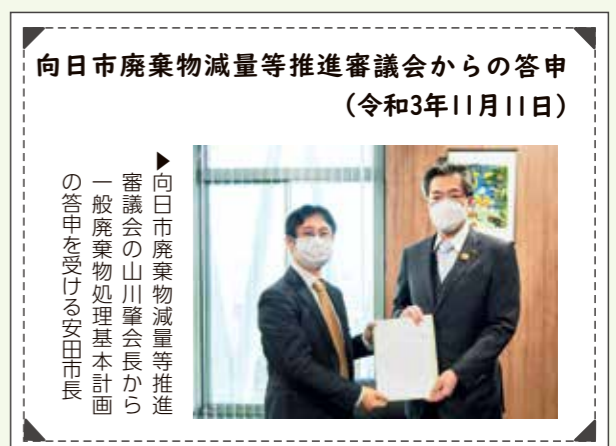 向日市廃棄物減量等推進審議会からの答申
(令和3年11月11日)
▶向日市廃棄物減量等推進
審議会の山川肇会長から
一般廃棄物処理基本計画
の答申を受ける安田市長